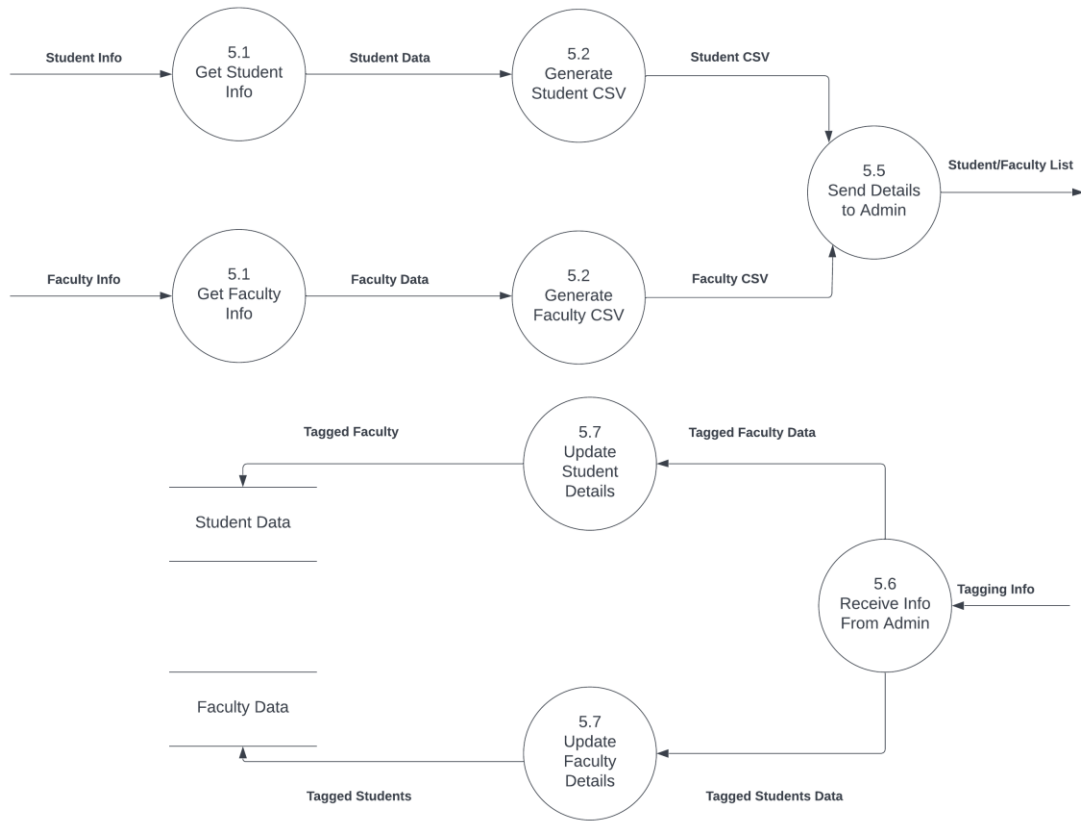 Student Info
5.1
Get Student
Info
Student Data
5.2
Generate
Student CSV
Student CSV
5.5
Send Details
to Admin
Student/Faculty List
Faculty Info
5.1
Get Faculty
Info
Faculty Data
5.2
Generate
Faculty CSV
Faculty CSV
Tagged Faculty
5.7
Update
Student
Details
Tagged Faculty Data
Student Data
5.6
Receive Info
From Admin
Tagging Info
Faculty Data
5.7
Update
Faculty
Details
Tagged Students
Tagged Students Data